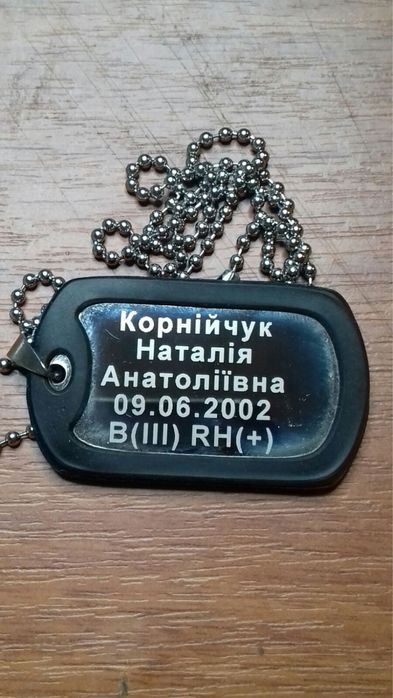 Корнійчук
Наталія
Анатоліївна
09.06.2002
B(III) RH(+)